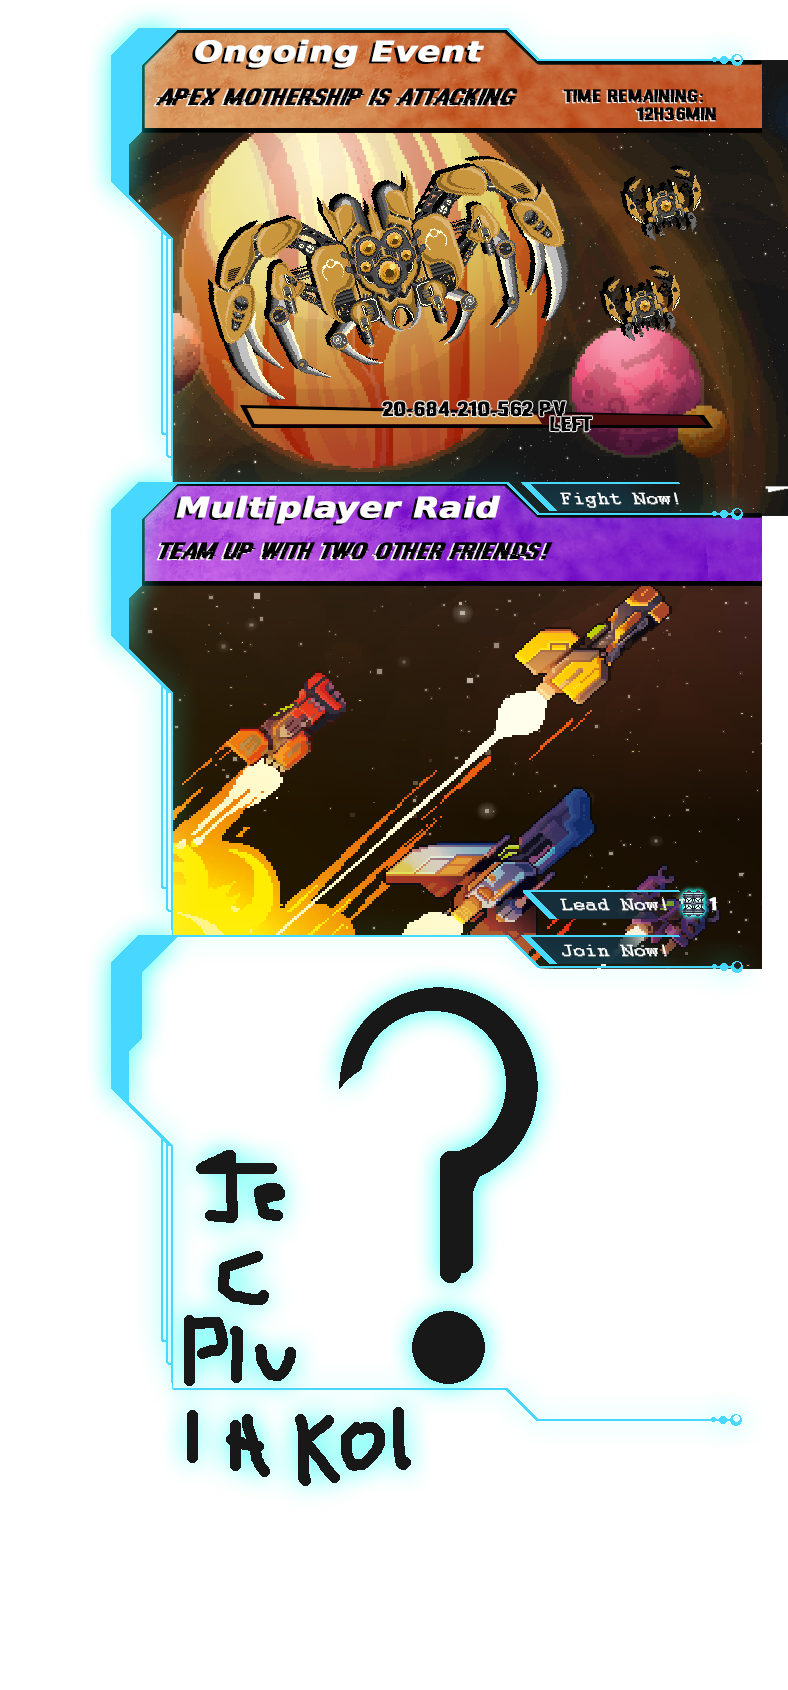 Ongoing Event
APEX MOTHERSHIP IS ATTACKING
TIME REMAINING:
12H36MIN
20.684.210.562 PV
LEFT
Fight Now!
Multiplayer Raid
TEAM UP WITH TWO OTHER FRIENDS!
Lead Now! 1
Join Now!
?
Je
C
Plu
I A Kol